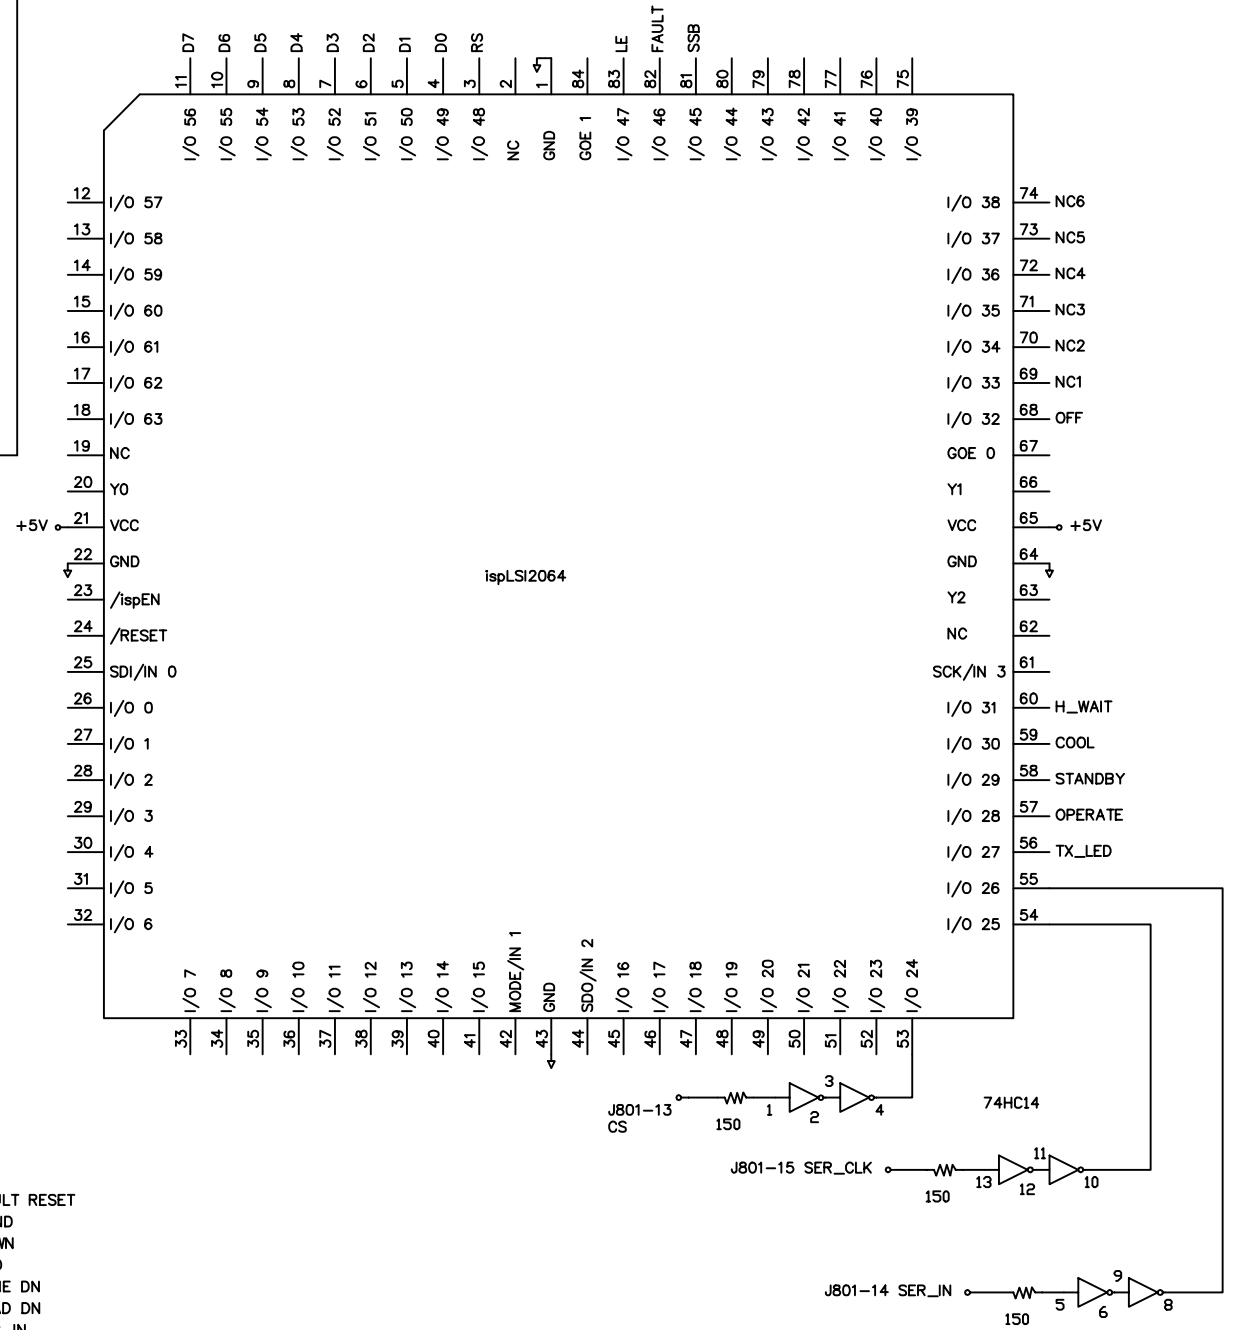 11 D7
10 D6
9 D5
8 D4
7 D3
6 D2
5 D1
4 D0
3 RS
2
1
84
83 LE
82 FAULT
81 SSB
80
79
78
77
76
75
I/O 56
I/O 55
I/O 54
I/O 53
I/O 52
I/O 51
I/O 50
I/O 49
I/O 48
NC
GND
GOE 1
I/O 47
I/O 46
I/O 45
I/O 44
I/O 43
I/O 42
I/O 41
I/O 40
I/O 39
12 I/O 57
13 I/O 58
14 I/O 59
15 I/O 60
16 I/O 61
17 I/O 62
18 I/O 63
19 NC
20 Y0
+5V 21 VCC
22 GND
23 /ispEN
24 /RESET
25 SDI/IN 0
26 I/O 0
27 I/O 1
28 I/O 2
29 I/O 3
30 I/O 4
31 I/O 5
32 I/O 6
ispLSI2064
I/O 38 74 NC6
I/O 37 73 NC5
I/O 36 72 NC4
I/O 35 71 NC3
I/O 34 70 NC2
I/O 33 69 NC1
I/O 32 68 OFF
GOE 0 67
Y1 66
VCC 65 +5V
GND 64
Y2 63
NC 62
SCK/IN 3 61
I/O 31 60 H_WAIT
I/O 30 59 COOL
I/O 29 58 STANDBY
I/O 28 57 OPERATE
I/O 27 56 TX_LED
I/O 26 55
I/O 25 54
I/O 7
I/O 8
I/O 9
I/O 10
I/O 11
I/O 12
I/O 13
I/O 14
I/O 15
MODE/IN 1
GND
SDO/IN 2
I/O 16
I/O 17
I/O 18
I/O 19
I/O 20
I/O 21
I/O 22
I/O 23
I/O 24
33
34
35
36
37
38
39
40
41
42
43
44
45
46
47
48
49
50
51
52
53
J801-13
CS
150
1
2
3
4
74HC14
J801-15 SER_CLK
150
13
12
11
10
J801-14 SER_IN
150
5
6
9
8
LT RESET
ND
WN
E DN
D DN
IN